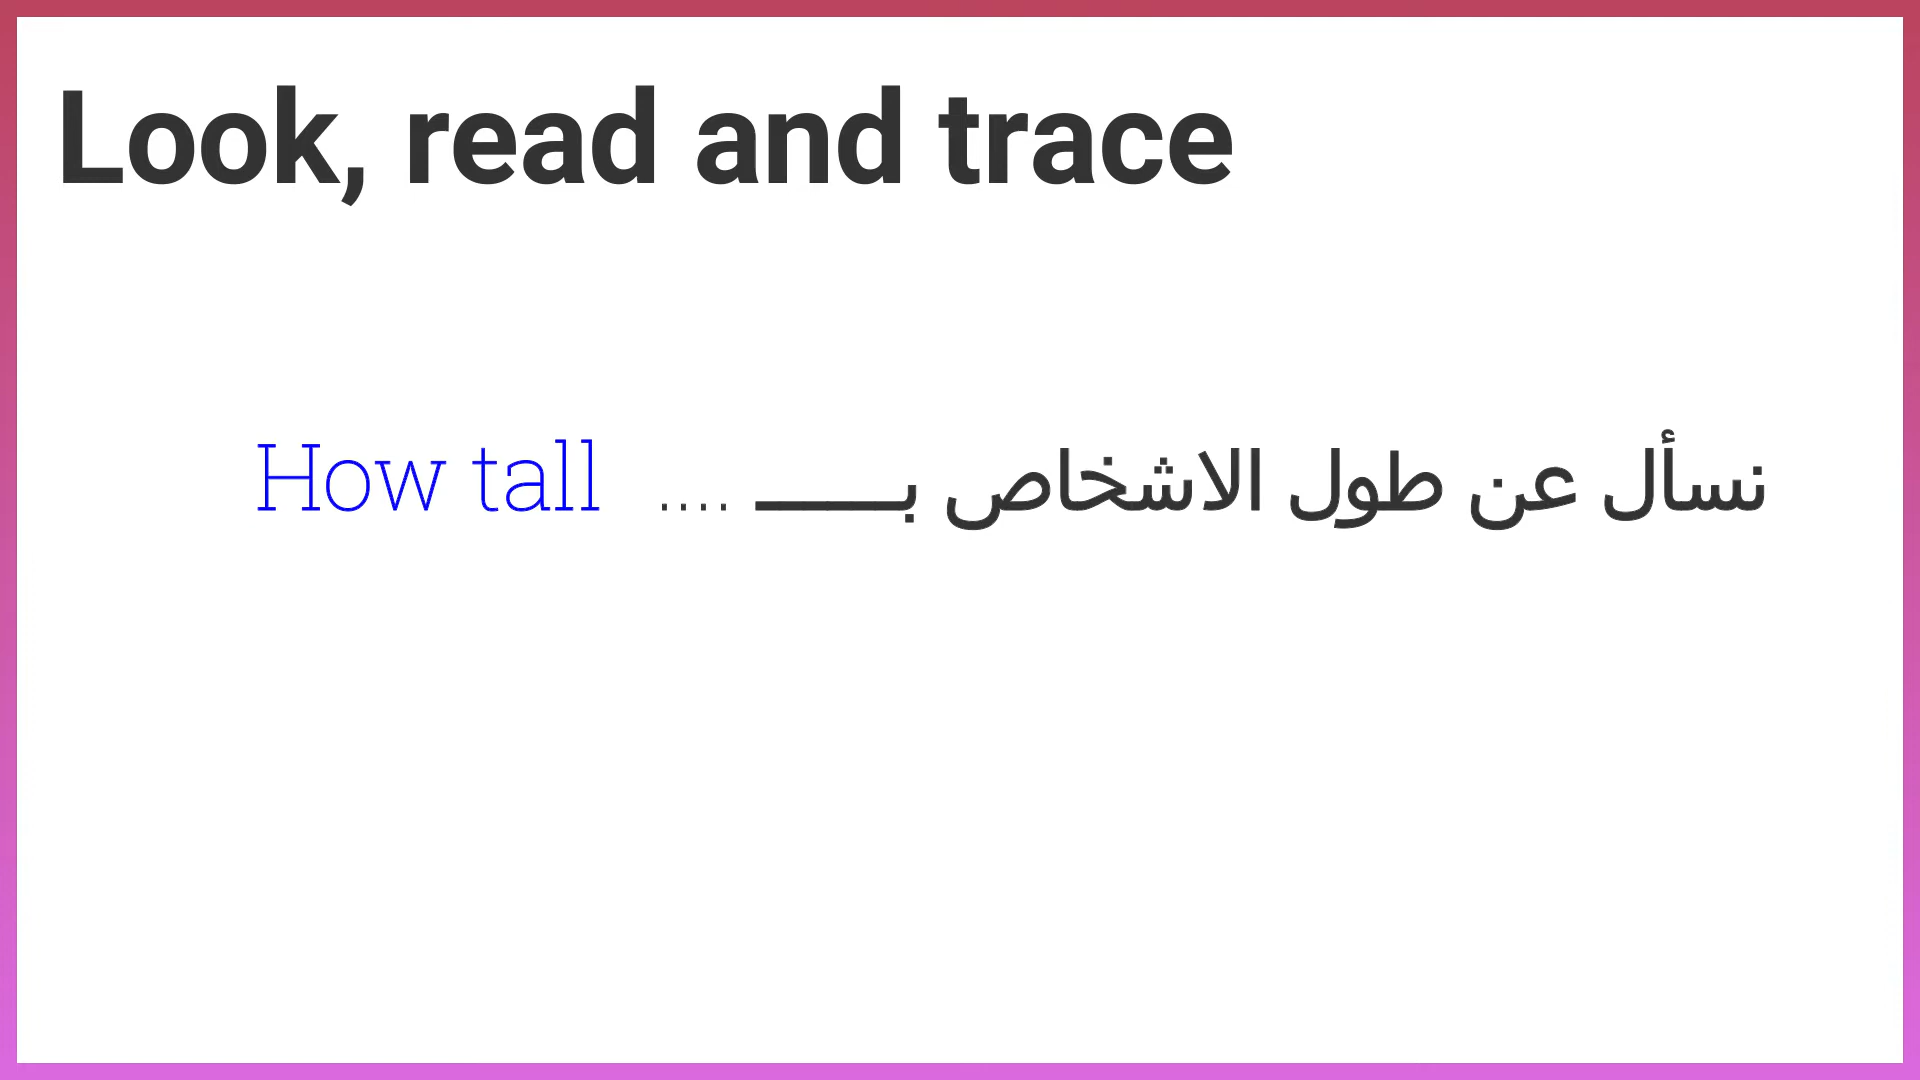 Look, read and trace
نسأل عن طول الاشخاص بـــــــ .... How tall